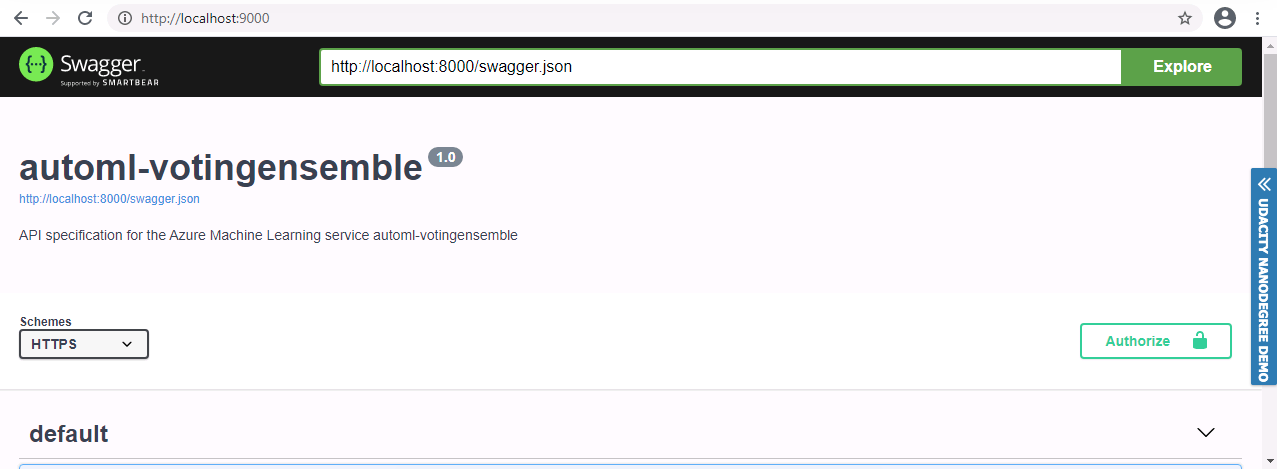 http://localhost:9000
Swagger
Supported by SMARTBEAR
http://localhost:8000/swagger.json
Explore
automl-votingensemble 1.0
http://localhost:8000/swagger.json
API specification for the Azure Machine Learning service automl-votingensemble
Schemes
HTTPS
Authorize
UDACITY NANODEGREE DEMO
default